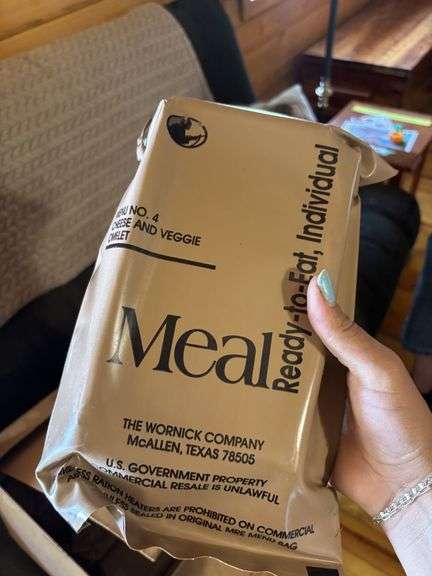 NO. 4
CHEESE AND VEGGIE
OMELET
Meal
Ready-to-Eat, Individual
THE WORNICK COMPANY
McALLEN, TEXAS 78505
U.S. GOVERNMENT PROPERTY
COMMERCIAL RESALE IS UNLAWFUL
RATION HEATERS ARE PROHIBITED ON COMMERCIAL
SEALED IN ORIGINAL MRE MENU BAG